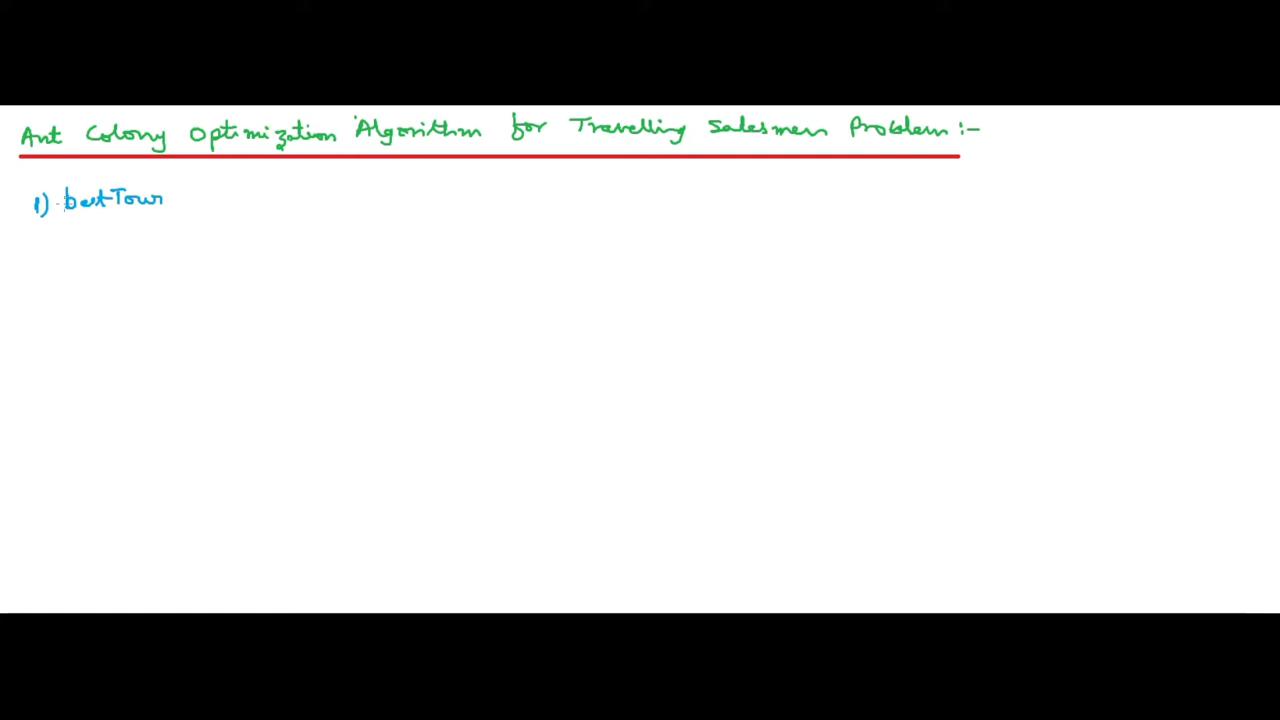 Ant Colony Optimization Algorithm for Travelling Salesmen Problem :-
1) bestTour